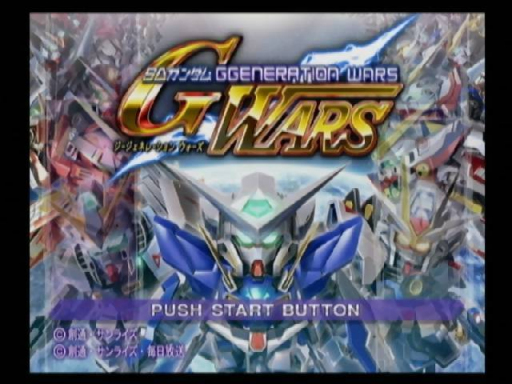 SDガンダム GGENERATION WARS
G WARS
ジージェネレーション ウォーズ
PUSH START BUTTON
©創通・サンライズ
©創通・サンライズ・毎日放送